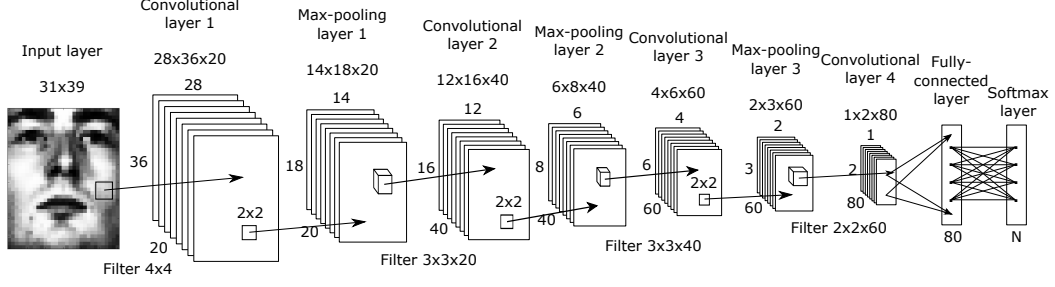 Input layer
31x39
Convolutional
layer 1
28x36x20
28
36
20
2x2
Filter 4x4
Max-pooling
layer 1
14x18x20
14
18
20
Filter 3x3x20
Convolutional
layer 2
12x16x40
12
16
40
2x2
Max-pooling
layer 2
6x8x40
6
8
40
Filter 3x3x40
Convolutional
layer 3
4x6x60
4
6
60
2x2
Max-pooling
layer 3
2x3x60
2
3
60
Filter 2x2x60
Convolutional
layer 4
1x2x80
1
2
80
Fully-
connected
layer
80
Softmax
layer
N